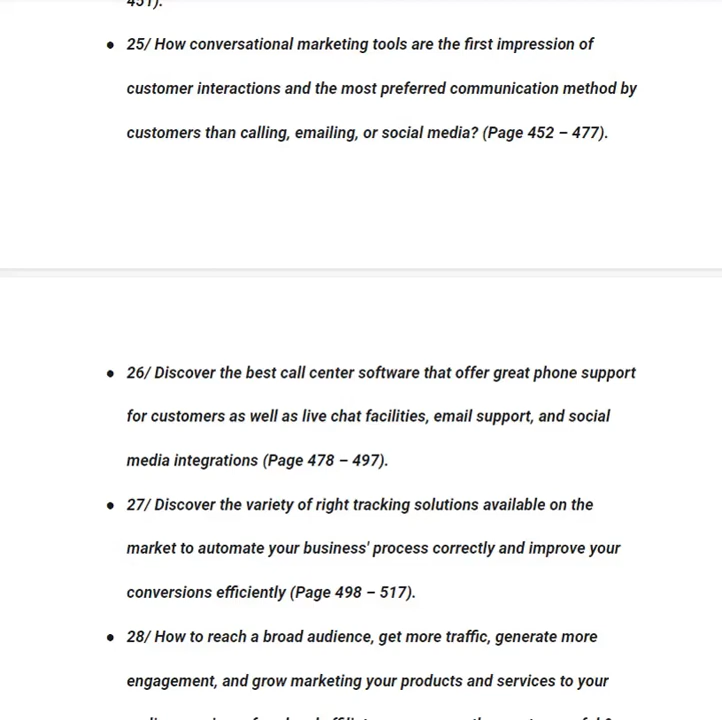 451).
25/ How conversational marketing tools are the first impression of
customer interactions and the most preferred communication method by
customers than calling, emailing, or social media? (Page 452 – 477).
26/ Discover the best call center software that offer great phone support
for customers as well as live chat facilities, email support, and social
media integrations (Page 478 – 497).
27/ Discover the variety of right tracking solutions available on the
market to automate your business' process correctly and improve your
conversions efficiently (Page 498 – 517).
28/ How to reach a broad audience, get more traffic, generate more
engagement, and grow marketing your products and services to your